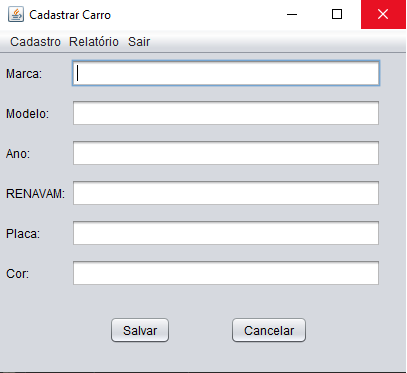 Cadastrar Carro
Cadastro Relatório Sair
Marca:
Modelo:
Ano:
RENAVAM:
Placa:
Cor:
Salvar Cancelar